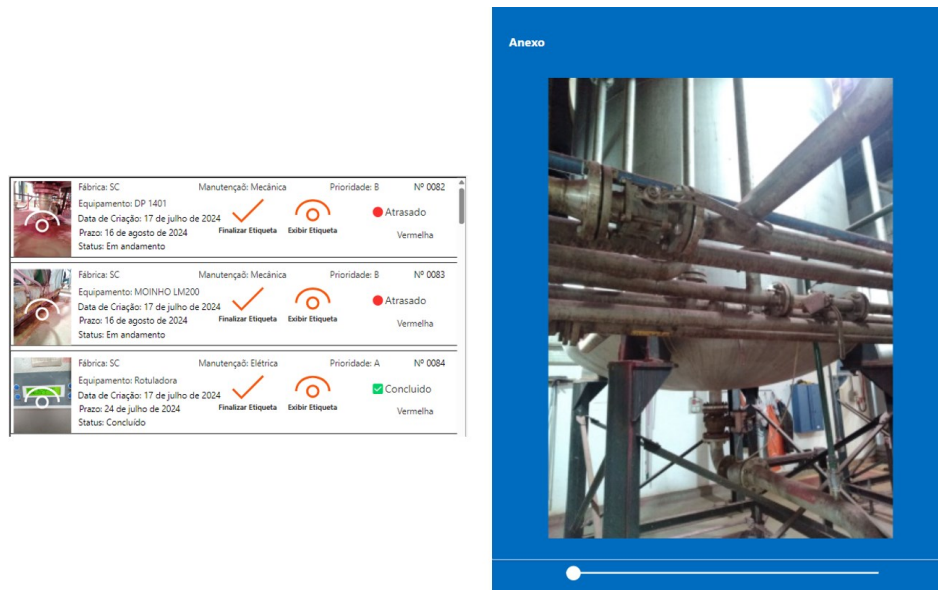 Fábrica: SC Manutençaõ: Mecânica Prioridade: B Nº 0082
Equipamento: DP 1401
Data de Criação: 17 de julho de 2024
Atrasado
Prazo: 16 de agosto de 2024
Finalizar Etiqueta Exibir Etiqueta
Vermelha
Status: Em andamento
Fábrica: SC Manutençaõ: Mecânica Prioridade: B Nº 0083
Equipamento: MOINHO LM200
Data de Criação: 17 de julho de 2024
Atrasado
Prazo: 16 de agosto de 2024
Finalizar Etiqueta Exibir Etiqueta
Vermelha
Status: Em andamento
Fábrica: SC Manutençaõ: Elétrica Prioridade: A Nº 0084
Equipamento: Rotuladora
Data de Criação: 17 de julho de 2024
Concluido
Prazo: 24 de julho de 2024
Finalizar Etiqueta Exibir Etiqueta
Vermelha
Status: Concluído
Anexo